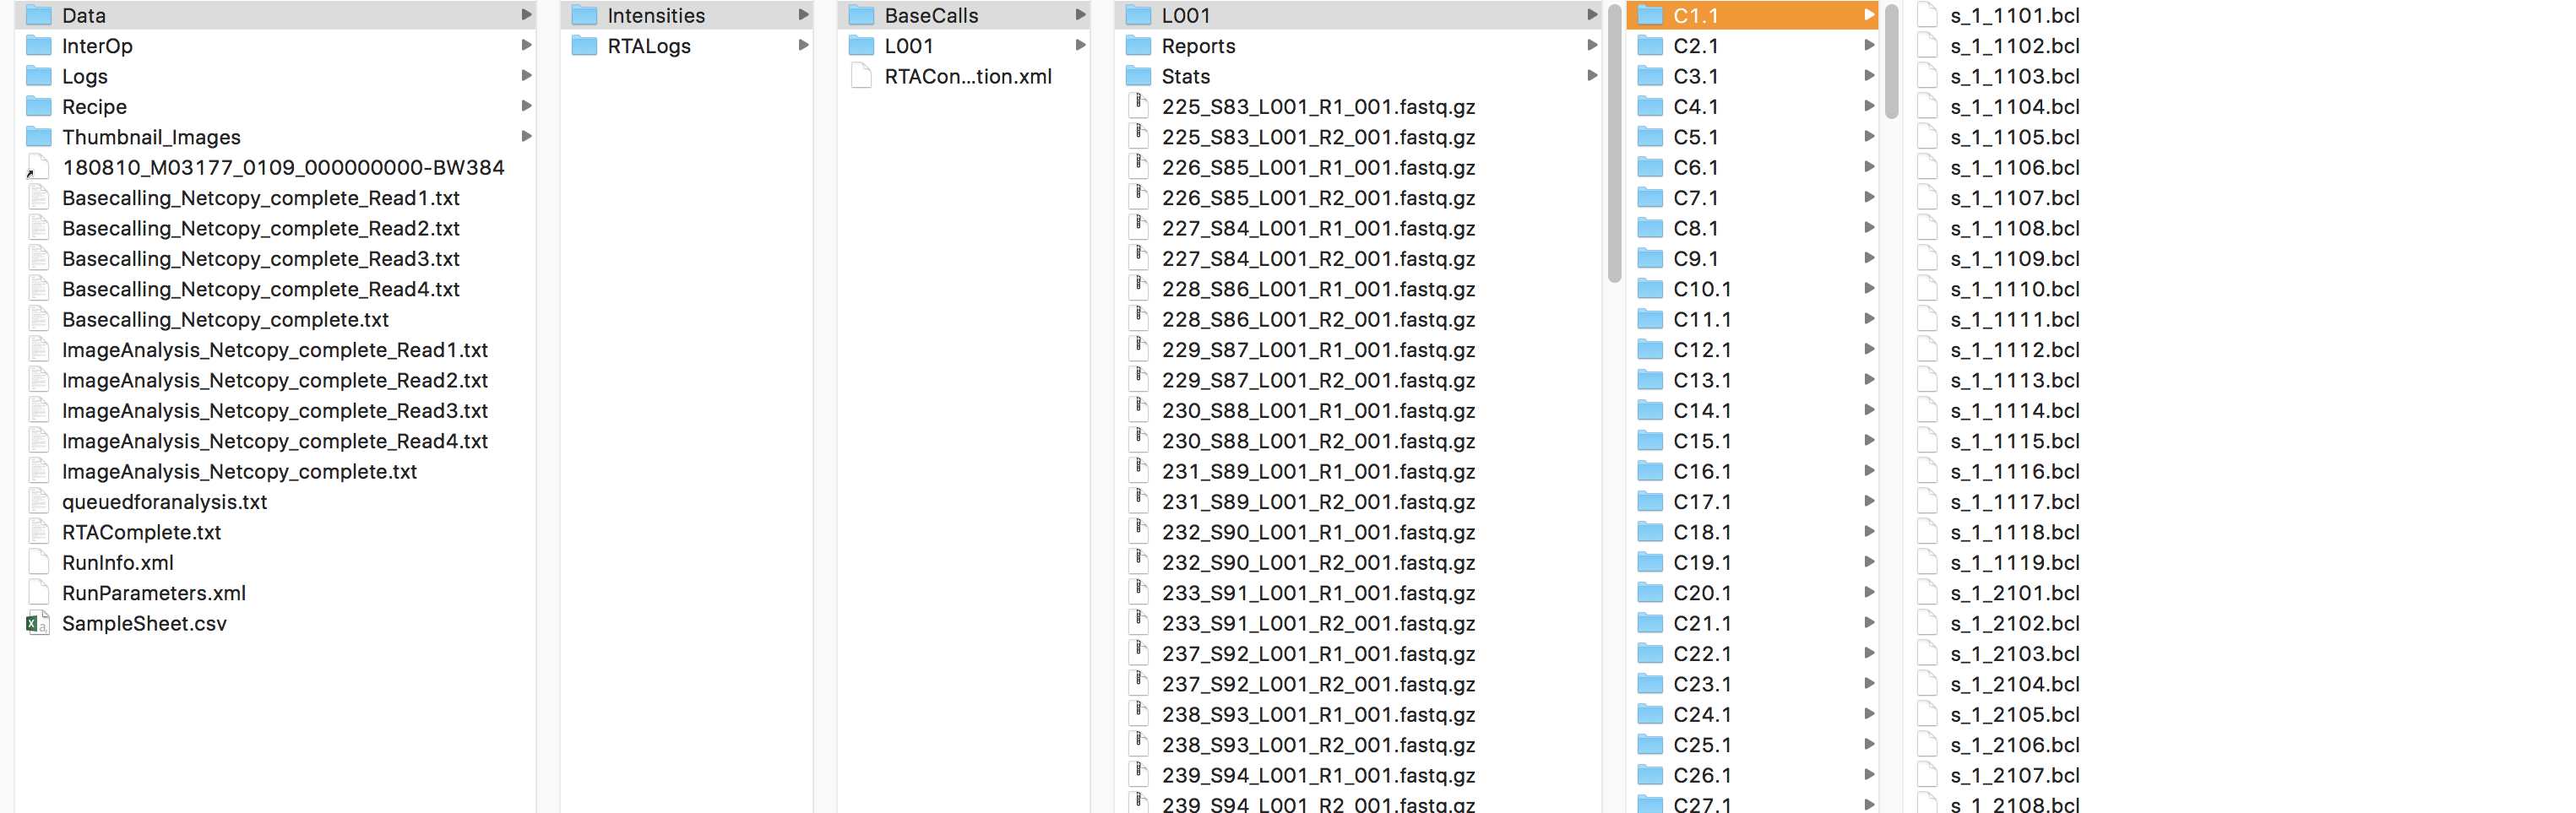 Data
InterOp
Logs
Recipe
Thumbnail_Images
180810_M03177_0109_000000000-BW384
Basecalling_Netcopy_complete_Read1.txt
Basecalling_Netcopy_complete_Read2.txt
Basecalling_Netcopy_complete_Read3.txt
Basecalling_Netcopy_complete_Read4.txt
Basecalling_Netcopy_complete.txt
ImageAnalysis_Netcopy_complete_Read1.txt
ImageAnalysis_Netcopy_complete_Read2.txt
ImageAnalysis_Netcopy_complete_Read3.txt
ImageAnalysis_Netcopy_complete_Read4.txt
ImageAnalysis_Netcopy_complete.txt
queuedforanalysis.txt
RTAComplete.txt
RunInfo.xml
RunParameters.xml
SampleSheet.csv
Intensities
RTALogs
BaseCalls
L001
RTACon...tion.xml
L001
Reports
Stats
225_S83_L001_R1_001.fastq.gz
225_S83_L001_R2_001.fastq.gz
226_S85_L001_R1_001.fastq.gz
226_S85_L001_R2_001.fastq.gz
227_S84_L001_R1_001.fastq.gz
227_S84_L001_R2_001.fastq.gz
228_S86_L001_R1_001.fastq.gz
228_S86_L001_R2_001.fastq.gz
229_S87_L001_R1_001.fastq.gz
229_S87_L001_R2_001.fastq.gz
230_S88_L001_R1_001.fastq.gz
230_S88_L001_R2_001.fastq.gz
231_S89_L001_R1_001.fastq.gz
231_S89_L001_R2_001.fastq.gz
232_S90_L001_R1_001.fastq.gz
232_S90_L001_R2_001.fastq.gz
233_S91_L001_R1_001.fastq.gz
233_S91_L001_R2_001.fastq.gz
237_S92_L001_R1_001.fastq.gz
237_S92_L001_R2_001.fastq.gz
238_S93_L001_R1_001.fastq.gz
238_S93_L001_R2_001.fastq.gz
239_S94_L001_R1_001.fastq.gz
239_S94_L001_R2_001.fastq.gz
C1.1
C2.1
C3.1
C4.1
C5.1
C6.1
C7.1
C8.1
C9.1
C10.1
C11.1
C12.1
C13.1
C14.1
C15.1
C16.1
C17.1
C18.1
C19.1
C20.1
C21.1
C22.1
C23.1
C24.1
C25.1
C26.1
C27.1
s_1_1101.bcl
s_1_1102.bcl
s_1_1103.bcl
s_1_1104.bcl
s_1_1105.bcl
s_1_1106.bcl
s_1_1107.bcl
s_1_1108.bcl
s_1_1109.bcl
s_1_1110.bcl
s_1_1111.bcl
s_1_1112.bcl
s_1_1113.bcl
s_1_1114.bcl
s_1_1115.bcl
s_1_1116.bcl
s_1_1117.bcl
s_1_1118.bcl
s_1_1119.bcl
s_1_2101.bcl
s_1_2102.bcl
s_1_2103.bcl
s_1_2104.bcl
s_1_2105.bcl
s_1_2106.bcl
s_1_2107.bcl
s_1_2108.bcl